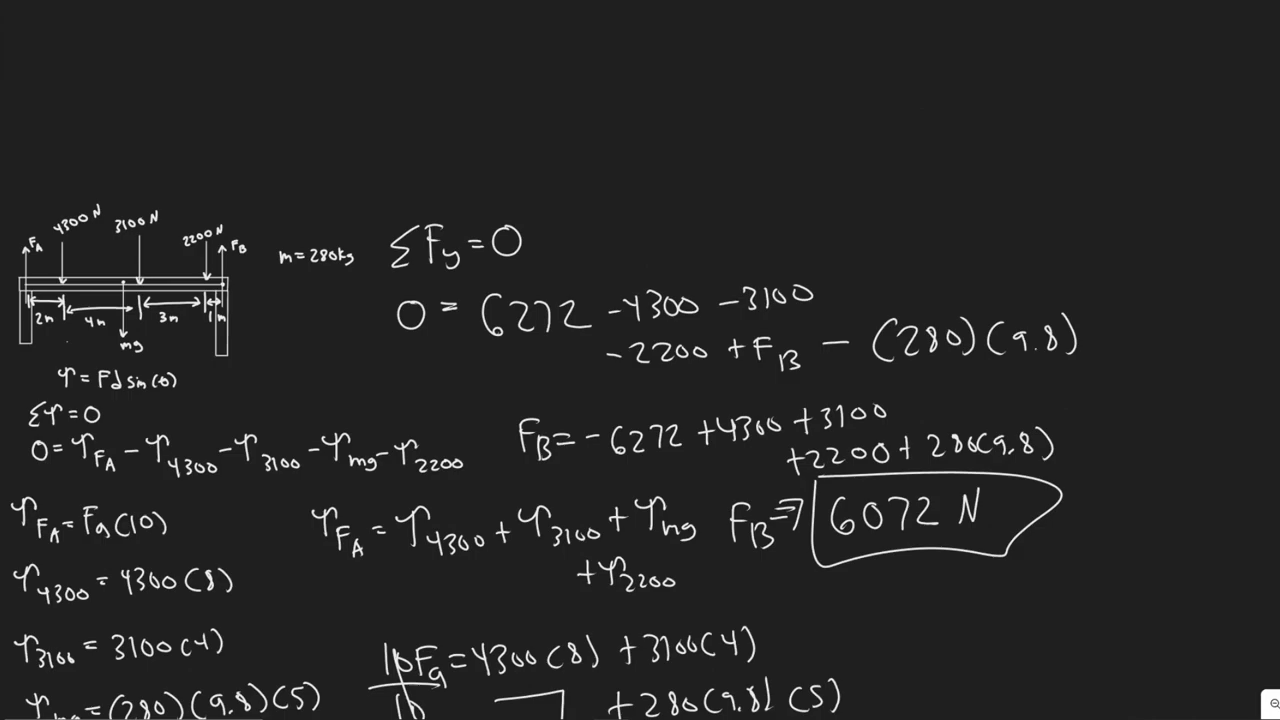 4300 N
3100 N
2200 N
F_A
F_B
m = 280kg
2m
4m
3m
1m
mg
𝜏 = Fd sin(θ)
Σ𝜏 = 0
0 = 𝜏_FA - 𝜏_4300 - 𝜏_3100 - 𝜏_mg - 𝜏_2200
𝜏_FA = Fa(10)
𝜏_4300 = 4300(8)
𝜏_3100 = 3100(4)
𝜏_mg = (280)(9.8)(5)
ΣFy = 0
0 = 6272 - 4300 - 3100
- 2200 + F_B - (280)(9.8)
F_B = - 6272 + 4300 + 3100
+ 2200 + 280(9.8)
F_B ⇒ 6072 N
𝜏_FA = 𝜏_4300 + 𝜏_3100 + 𝜏_mg
+ 𝜏_2200
10Fa = 4300(8) + 3100(4)
10
+ 280(9.8)(5)